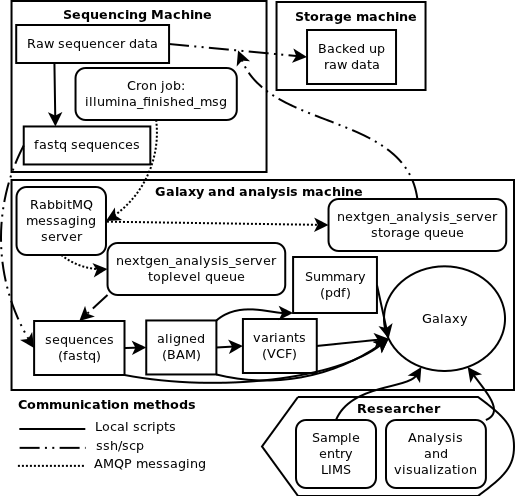 Sequencing Machine
Raw sequencer data
Cron job:
illumina_finished_msg
fastq sequences
Storage machine
Backed up
raw data
Galaxy and analysis machine
RabbitMQ
messaging
server
nextgen_analysis_server
storage queue
nextgen_analysis_server
toplevel queue
Summary
(pdf)
Galaxy
sequences
(fastq)
aligned
(BAM)
variants
(VCF)
Communication methods
Local scripts
ssh/scp
AMQP messaging
Researcher
Sample
entry
LIMS
Analysis
and
visualization